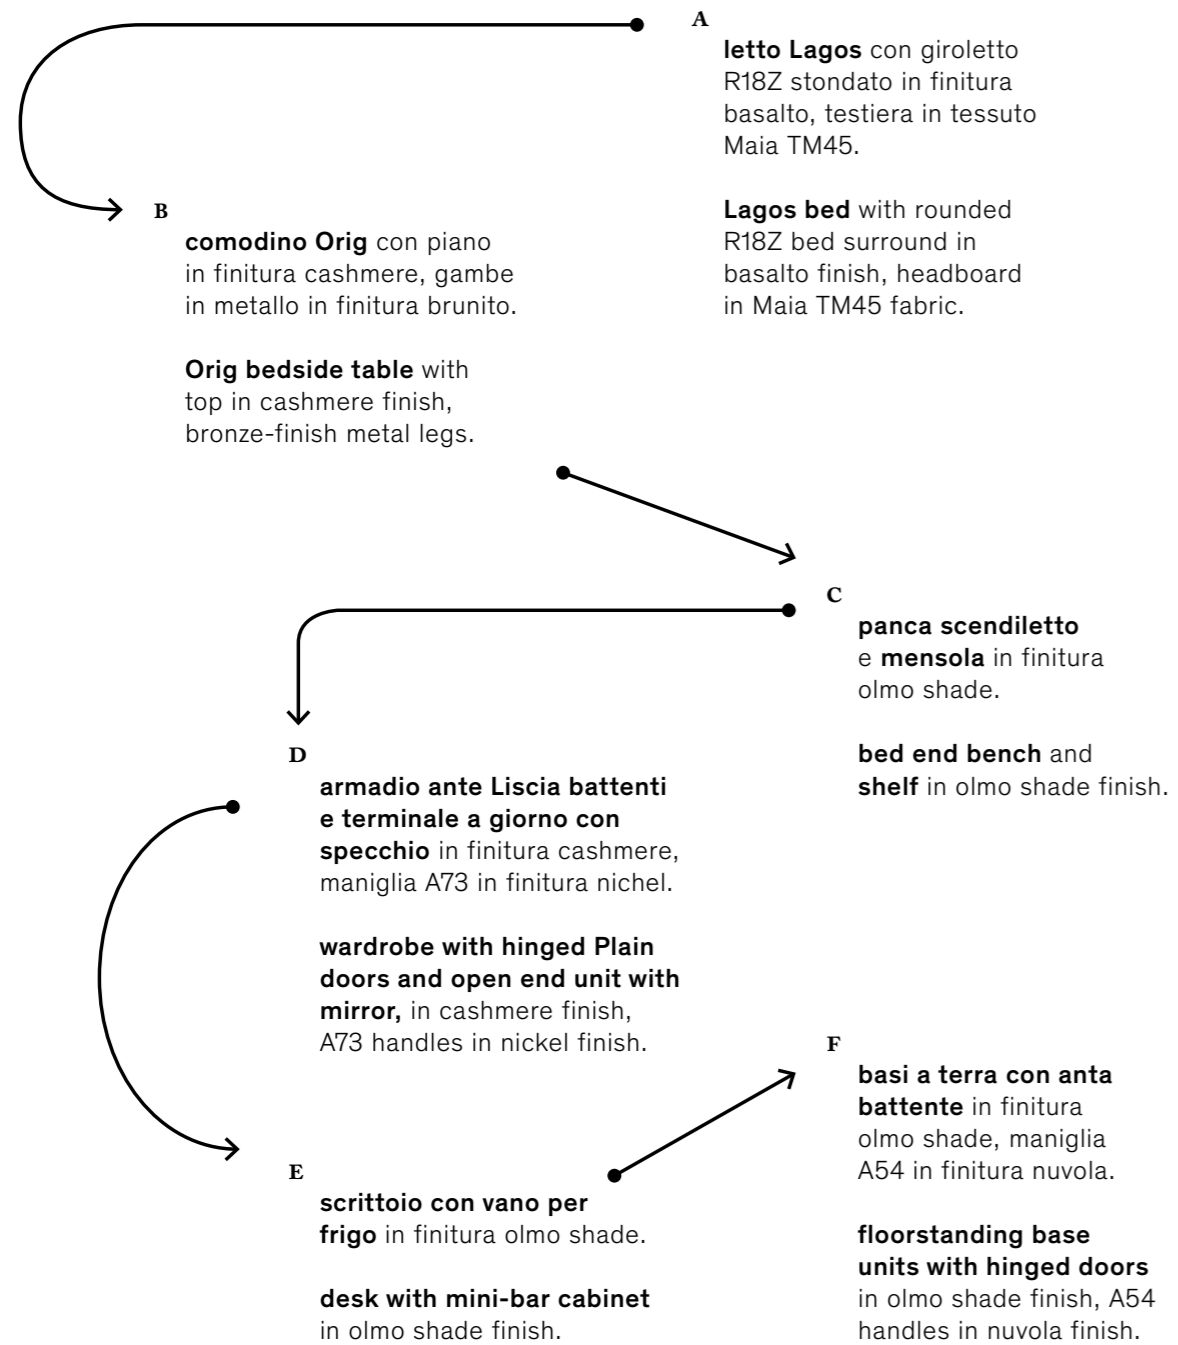 A
letto Lagos con giroletto
R18Z stondato in finitura
basalto, testiera in tessuto
Maia TM45.
Lagos bed with rounded
R18Z bed surround in
basalto finish, headboard
in Maia TM45 fabric.
B
comodino Orig con piano
in finitura cashmere, gambe
in metallo in finitura brunito.
Orig bedside table with
top in cashmere finish,
bronze-finish metal legs.
C
panca scendiletto
e mensola in finitura
olmo shade.
bed end bench and
shelf in olmo shade finish.
D
armadio ante Liscia battenti
e terminale a giorno con
specchio in finitura cashmere,
maniglia A73 in finitura nichel.
wardrobe with hinged Plain
doors and open end unit with
mirror, in cashmere finish,
A73 handles in nickel finish.
E
scrittoio con vano per
frigo in finitura olmo shade.
desk with mini-bar cabinet
in olmo shade finish.
F
basi a terra con anta
battente in finitura
olmo shade, maniglia
A54 in finitura nuvola.
floorstanding base
units with hinged doors
in olmo shade finish, A54
handles in nuvola finish.